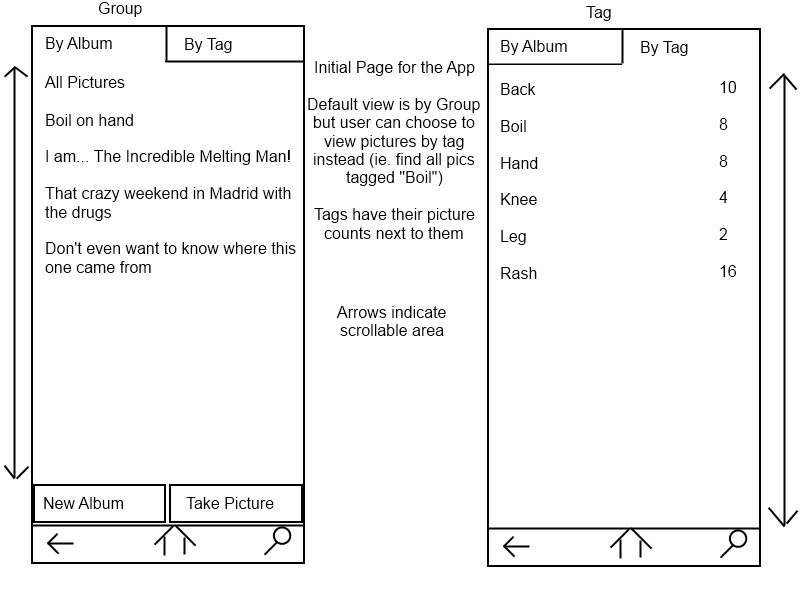 Group
By Album
By Tag
All Pictures
Boil on hand
I am... The Incredible Melting Man!
That crazy weekend in Madrid with
the drugs
Don't even want to know where this
one came from
New Album
Take Picture
Initial Page for the App
Default view is by Group
but user can choose to
view pictures by tag
instead (ie. find all pics
tagged "Boil")
Tags have their picture
counts next to them
Arrows indicate
scrollable area
Tag
By Album
By Tag
Back 10
Boil 8
Hand 8
Knee 4
Leg 2
Rash 16